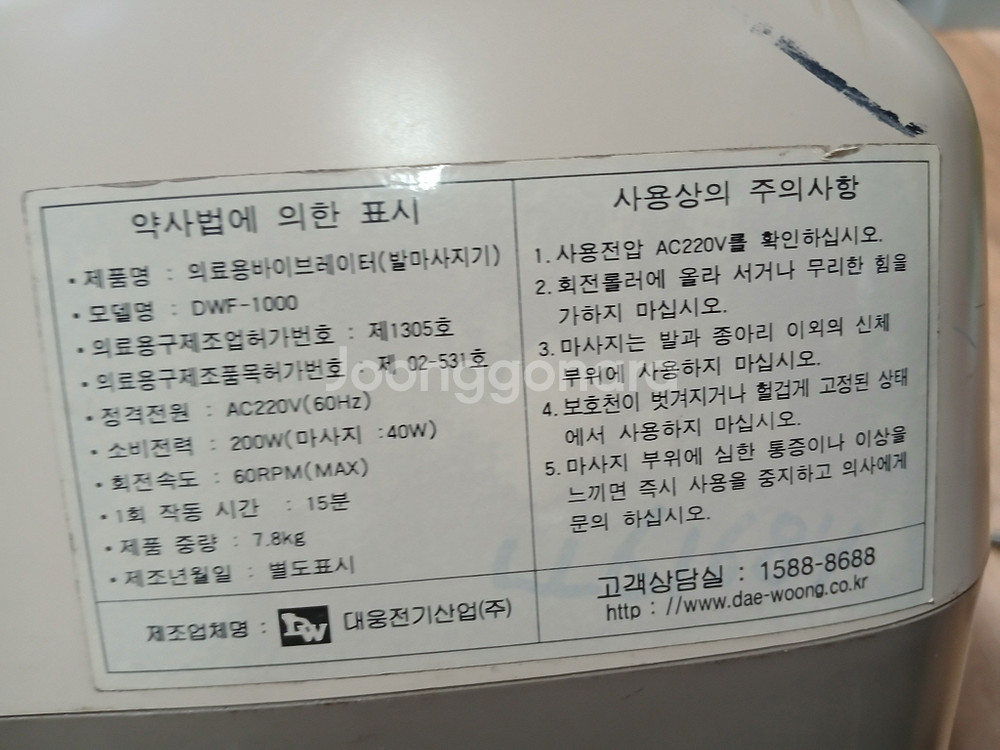 약사법에 의한 표시
• 제품명 : 의료용바이브레이터(발마사지기)
• 모델명 : DWF-1000
• 의료용구제조업허가번호 : 제1305호
• 의료용구제조품목허가번호 : 제 02-531호
• 정격전원 : AC220V(60Hz)
• 소비전력 : 200W(마사지 :40W)
• 회전속도 : 60RPM(MAX)
• 1회 작동 시간 : 15분
• 제품 중량 : 7.8kg
• 제조년월일 : 별도표시
제조업체명 : DW 대웅전기산업(주)
사용상의 주의사항
1. 사용전압 AC220V를 확인하십시오.
2. 회전롤러에 올라 서거나 무리한 힘을
가하지 마십시오.
3. 마사지는 발과 종아리 이외의 신체
부위에 사용하지 마십시오.
4. 보호천이 벗겨지거나 헐겁게 고정된 상태
에서 사용하지 마십시오.
5. 마사지 부위에 심한 통증이나 이상을
느끼면 즉시 사용을 중지하고 의사에게
문의 하십시오.
고객상담실 : 1588-8688
http : //www.dae-woong.co.kr
Joonggonara